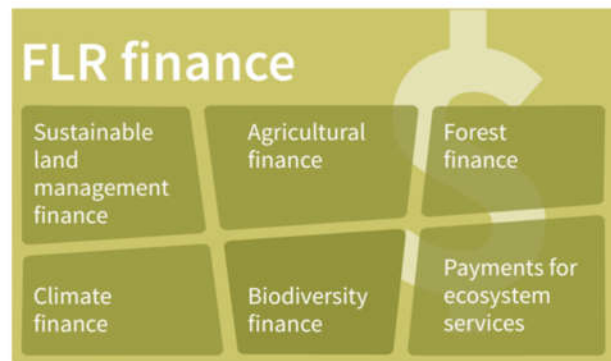 FLR finance
Sustainable
land
management
finance
Agricultural
finance
Forest
finance
Climate
finance
Biodiversity
finance
Payments for
ecosystem
services